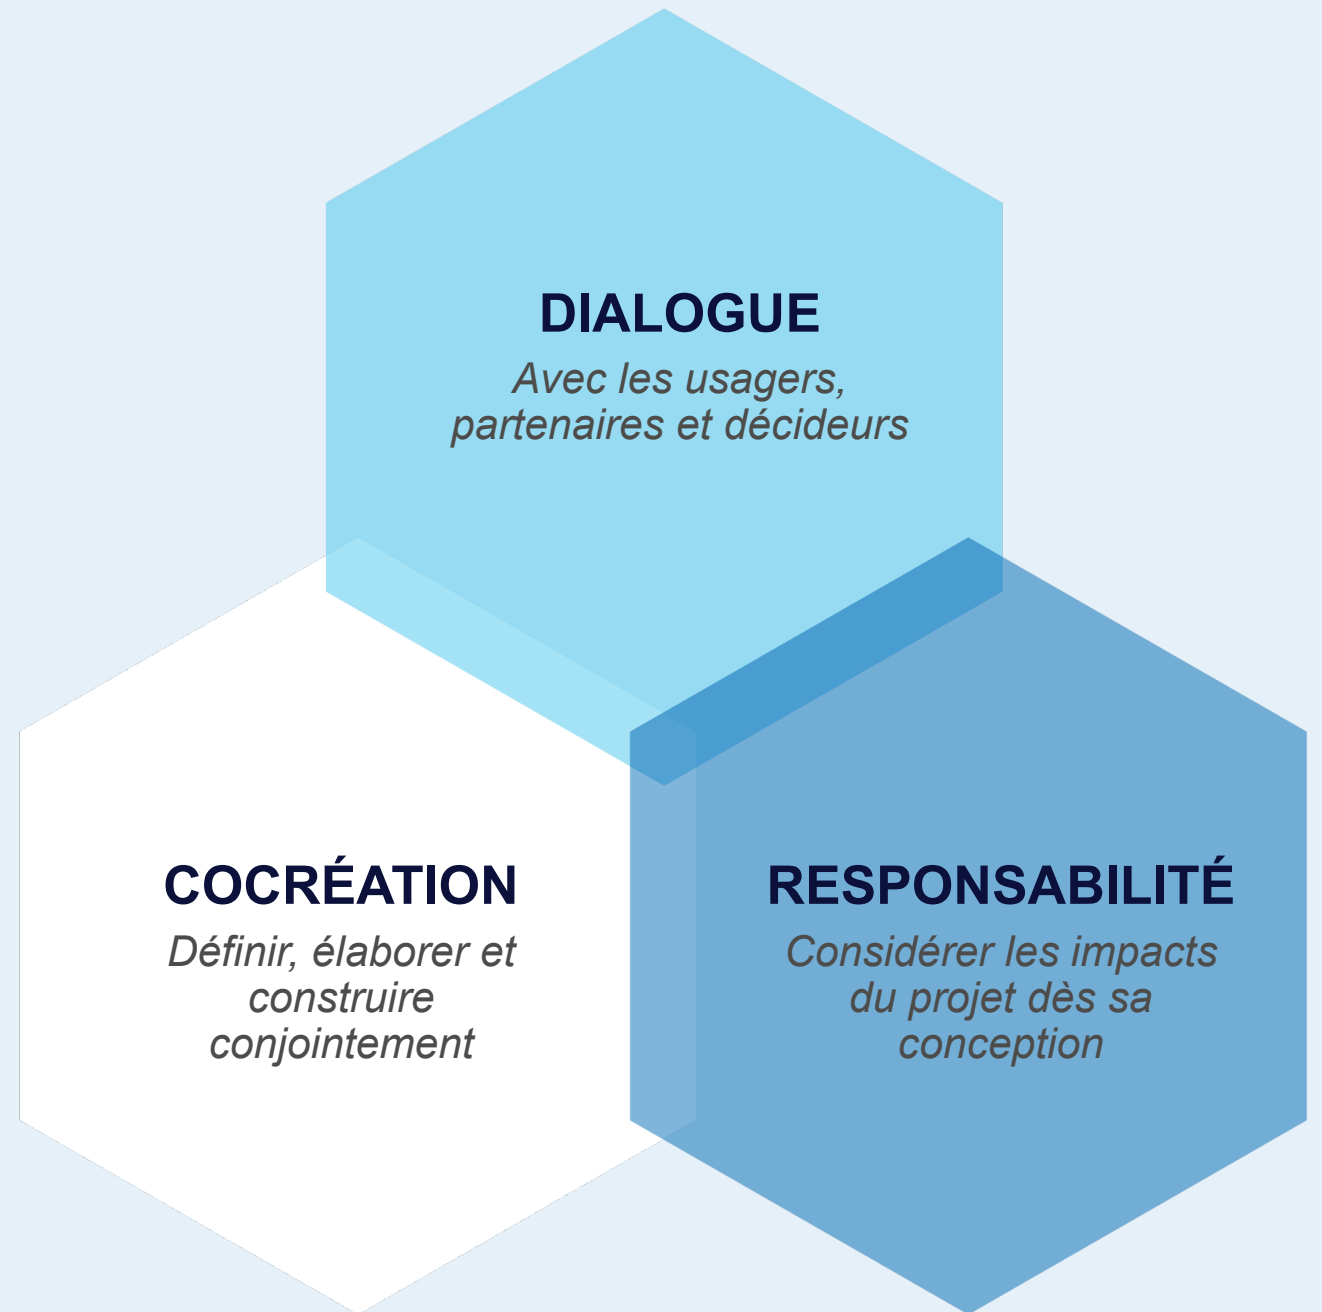 DIALOGUE
Avec les usagers,
partenaires et décideurs
COCRÉATION
Définir, élaborer et
construire
conjointement
RESPONSABILITÉ
Considérer les impacts
du projet dès sa
conception